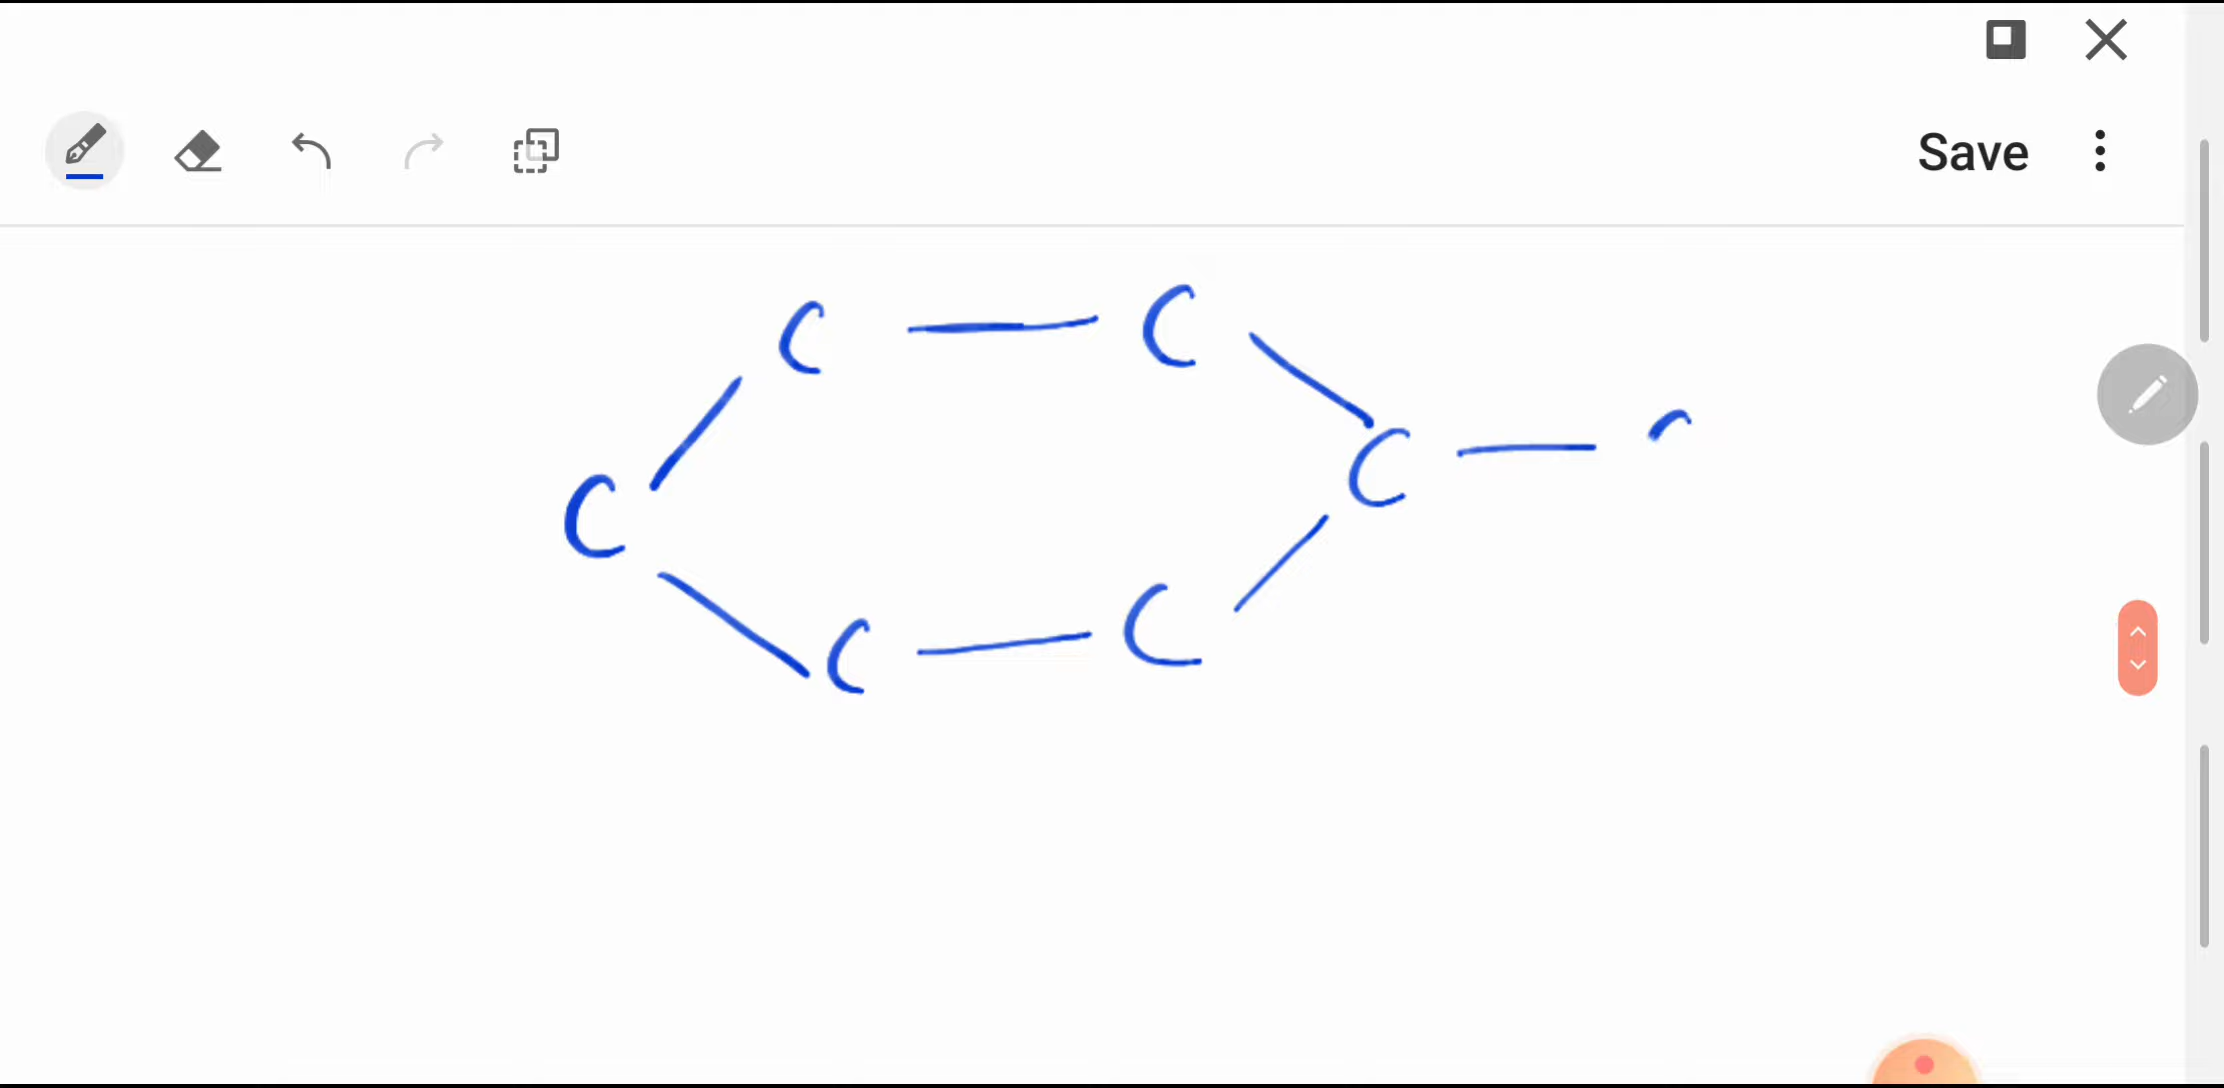 Save
C — C
C — 
C
C — C